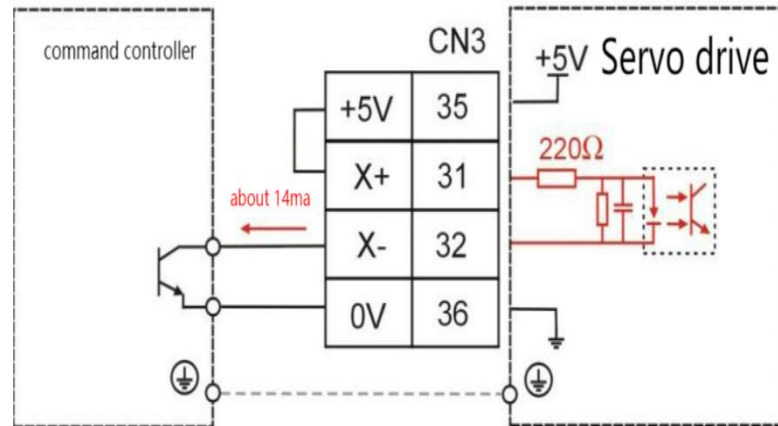 command controller
CN3
+5V
Servo drive
+5V
35
220Ω
X+
31
about 14ma
X-
32
0V
36